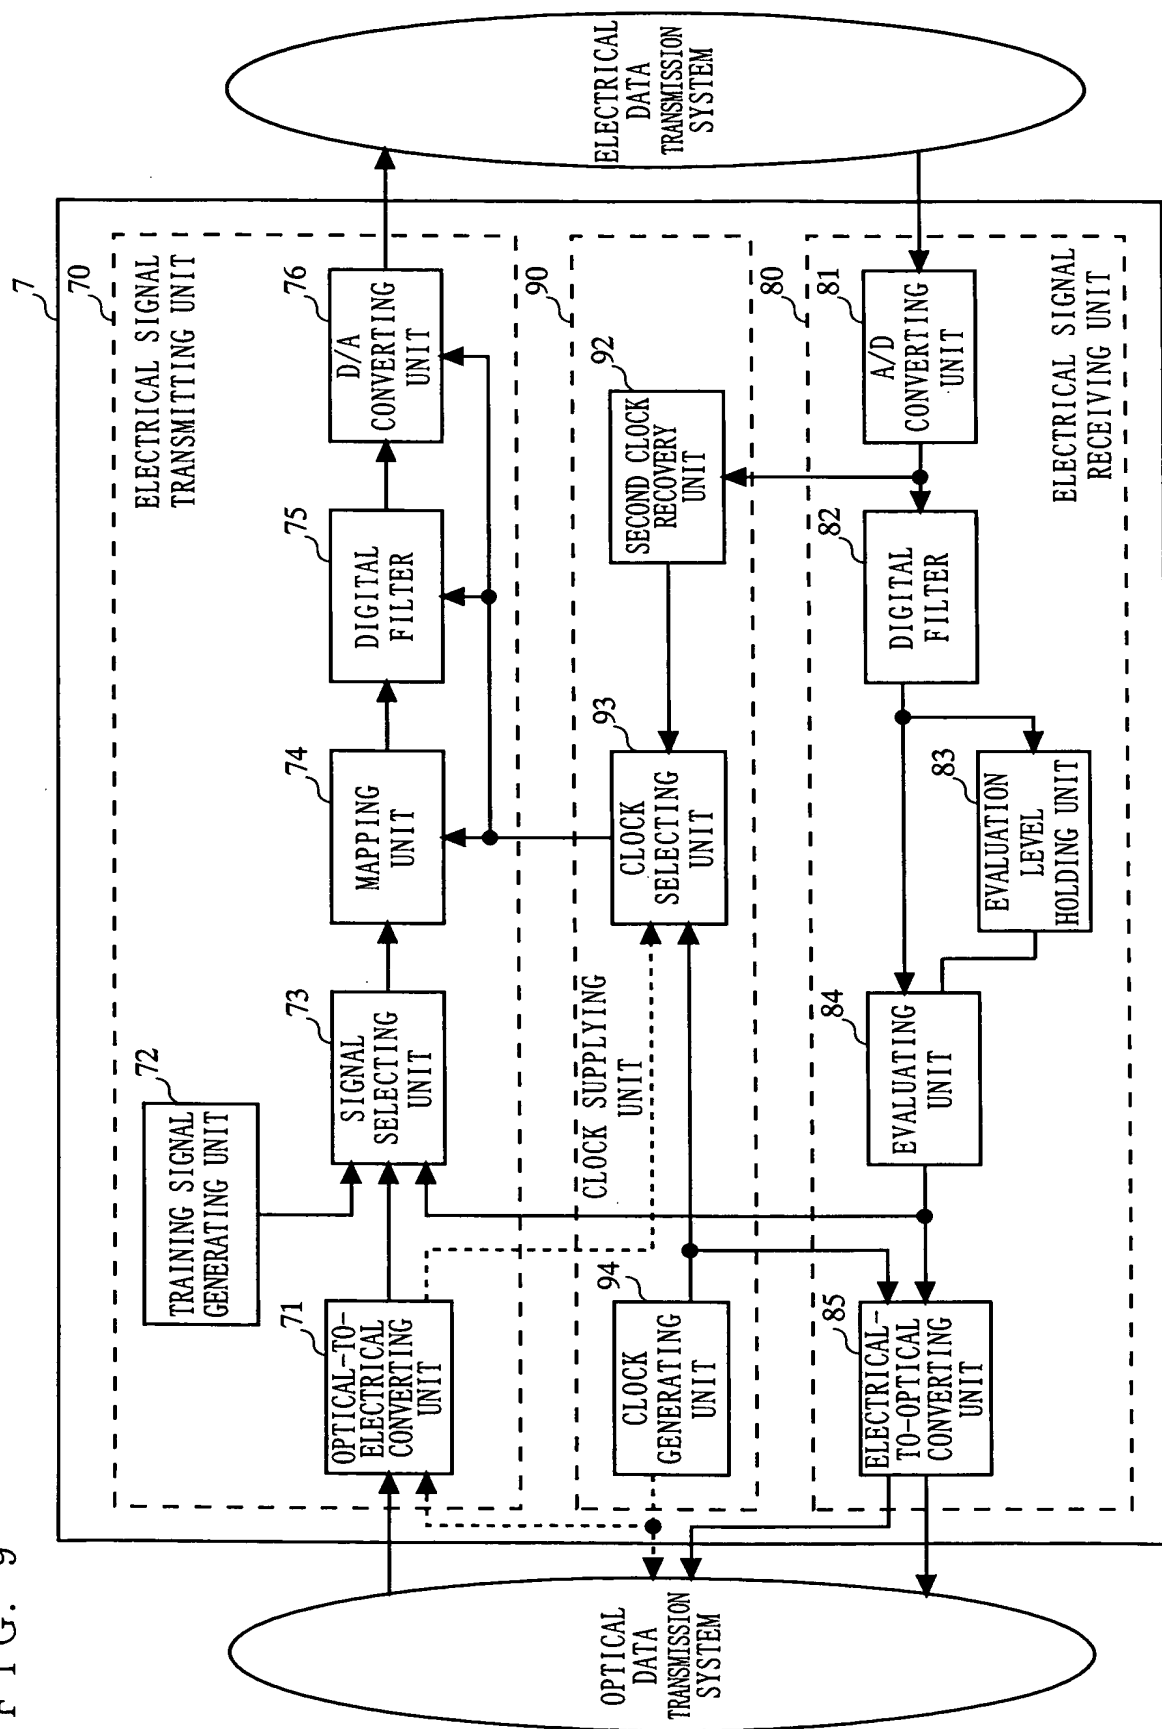 FIG. 9
7
70
ELECTRICAL SIGNAL
TRANSMITTING UNIT
72
TRAINING SIGNAL
GENERATING UNIT
71
OPTICAL-TO-
ELECTRICAL
CONVERTING
UNIT
73
SIGNAL
SELECTING
UNIT
74
MAPPING
UNIT
75
DIGITAL
FILTER
76
D/A
CONVERTING
UNIT
90
CLOCK SUPPLYING
UNIT
94
CLOCK
GENERATING
UNIT
93
CLOCK
SELECTING
UNIT
92
SECOND CLOCK
RECOVERY
UNIT
80
ELECTRICAL SIGNAL
RECEIVING UNIT
85
ELECTRICAL-
TO-OPTICAL
CONVERTING
UNIT
84
EVALUATING
UNIT
83
EVALUATION
LEVEL
HOLDING UNIT
82
DIGITAL
FILTER
81
A/D
CONVERTING
UNIT
OPTICAL
DATA
TRANSMISSION
SYSTEM
ELECTRICAL
DATA
TRANSMISSION
SYSTEM